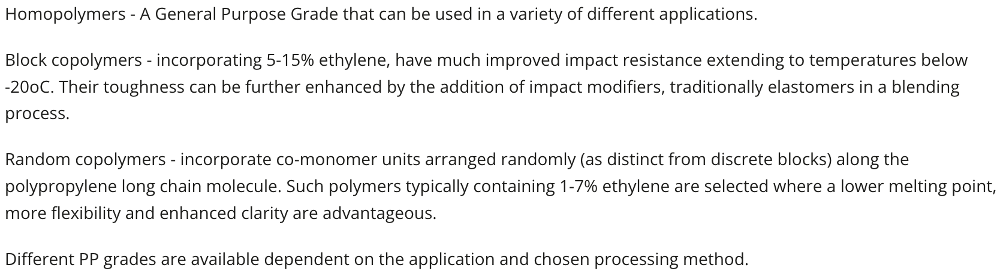 Homopolymers - A General Purpose Grade that can be used in a variety of different applications.
Block copolymers - incorporating 5-15% ethylene, have much improved impact resistance extending to temperatures below
-20oC. Their toughness can be further enhanced by the addition of impact modifiers, traditionally elastomers in a blending
process.
Random copolymers - incorporate co-monomer units arranged randomly (as distinct from discrete blocks) along the
polypropylene long chain molecule. Such polymers typically containing 1-7% ethylene are selected where a lower melting point,
more flexibility and enhanced clarity are advantageous.
Different PP grades are available dependent on the application and chosen processing method.